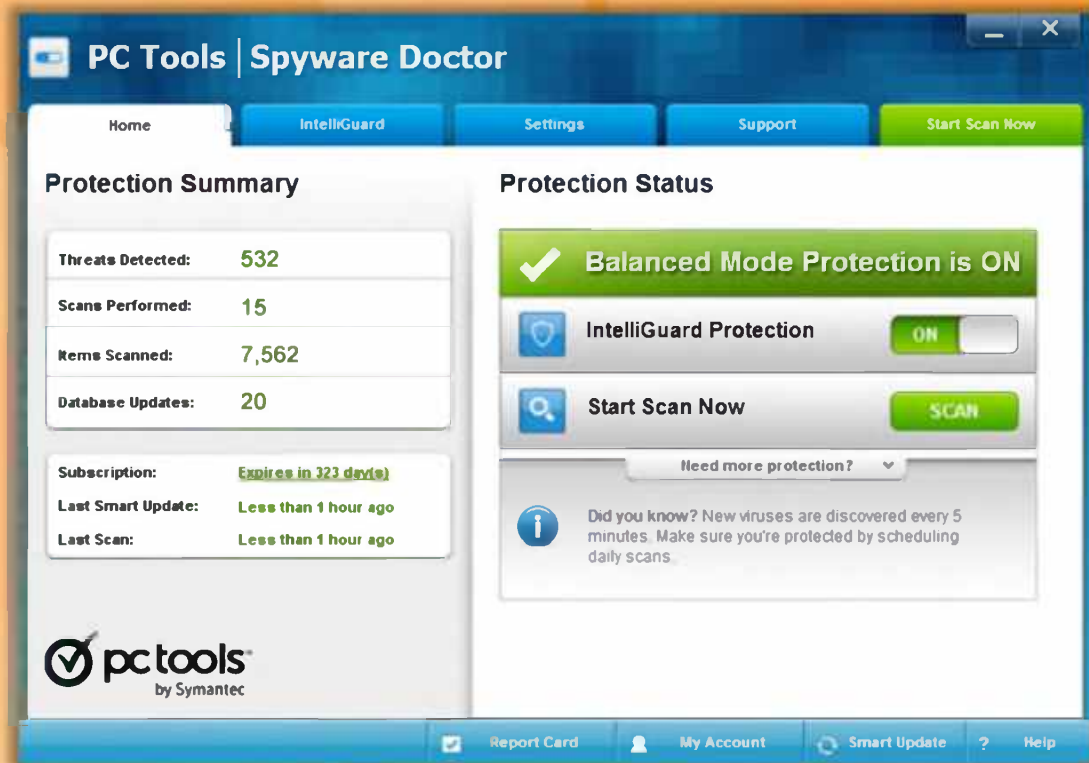 PC Tools | Spyware Doctor
Home
IntelliGuard
Settings
Support
Start Scan Now
Protection Summary
Threats Detected: 532
Scans Performed: 15
Items Scanned: 7,562
Database Updates: 20
Subscription: Expires in 323 day(s)
Last Smart Update: Less than 1 hour ago
Last Scan: Less than 1 hour ago
pc tools
by Symantec
Protection Status
Balanced Mode Protection is ON
IntelliGuard Protection
ON
Start Scan Now
SCAN
Need more protection?
Did you know? New viruses are discovered every 5
minutes. Make sure you're protected by scheduling
daily scans.
Report Card
My Account
Smart Update
? Help